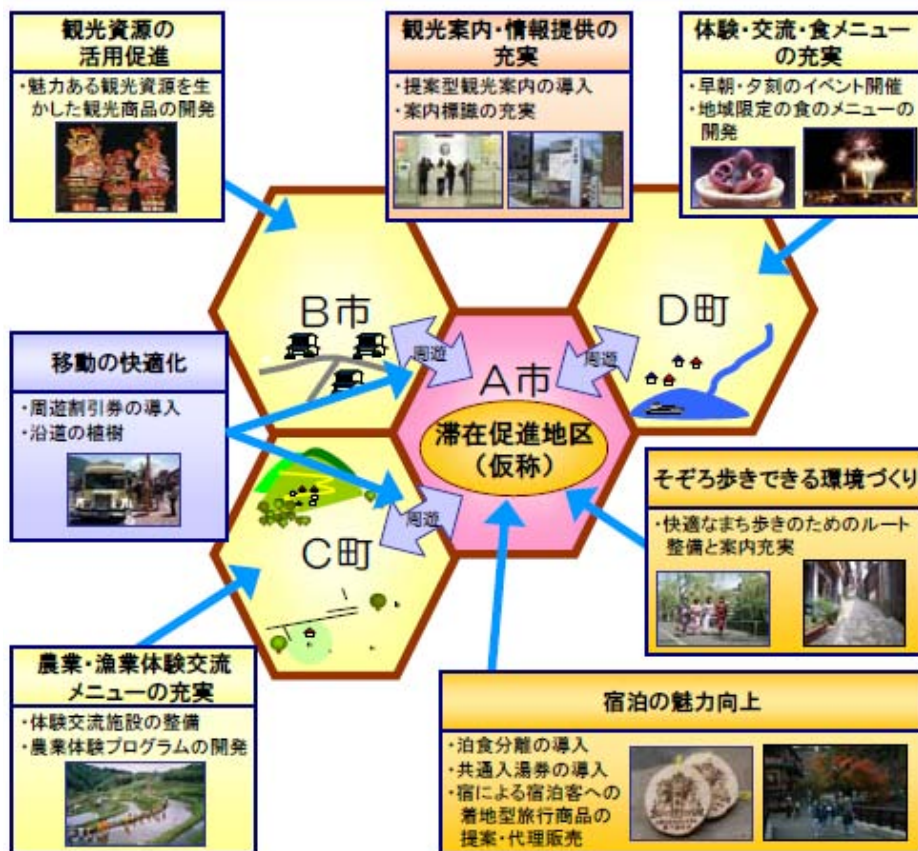 観光資源の
活用促進
・魅力ある観光資源を生
かした観光商品の開発
観光案内・情報提供の
充実
・提案型観光案内の導入
・案内標識の充実
体験・交流・食メニュー
の充実
・早朝・夕刻のイベント開催
・地域限定の食のメニューの
開発
B市
D町
周遊
周遊
A市
滞在促進地区
(仮称)
移動の快適化
・周遊割引券の導入
・沿道の植樹
周遊
C町
そぞろ歩きできる環境づくり
・快適なまち歩きのためのルート
整備と案内充実
農業・漁業体験交流
メニューの充実
・体験交流施設の整備
・農業体験プログラムの開発
宿泊の魅力向上
・泊食分離の導入
・共通入湯券の導入
・宿による宿泊客への
着地型旅行商品の
提案・代理販売